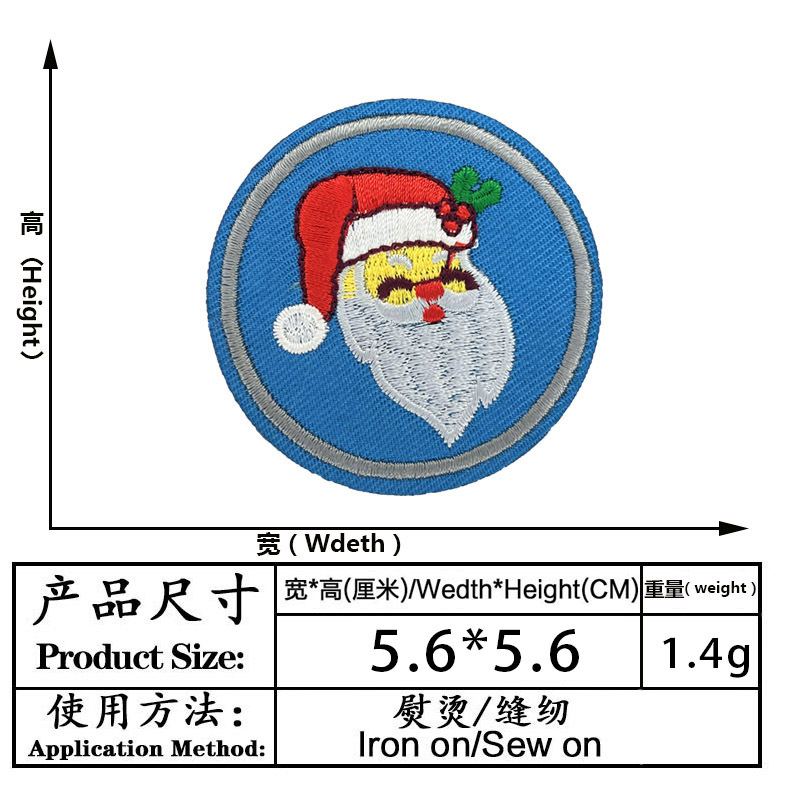 高（Height）
宽（Wdeth）
产品尺寸
Product Size:
宽*高(厘米)/Wedth*Height(CM)
重量( weight )
5.6*5.6
1.4g
使用方法:
Application Method:
熨烫/缝纫
Iron on/Sew on